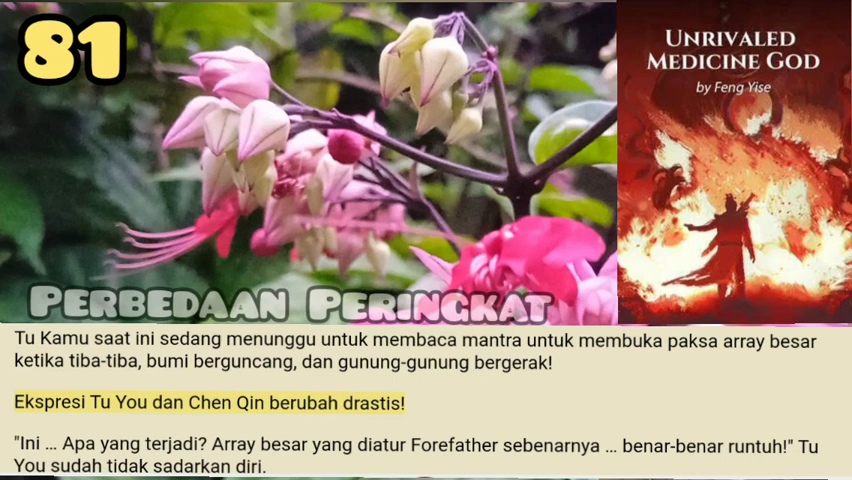 81
UNRIVALED
MEDICINE GOD
by Feng Yise
PERBEDAAN PERINGKAT
Tu Kamu saat ini sedang menunggu untuk membaca mantra untuk membuka paksa array besar
ketika tiba-tiba, bumi berguncang, dan gunung-gunung bergerak!
Ekspresi Tu You dan Chen Qin berubah drastis!
"Ini ... Apa yang terjadi? Array besar yang diatur Forefather sebenarnya ... benar-benar runtuh!" Tu
You sudah tidak sadarkan diri.